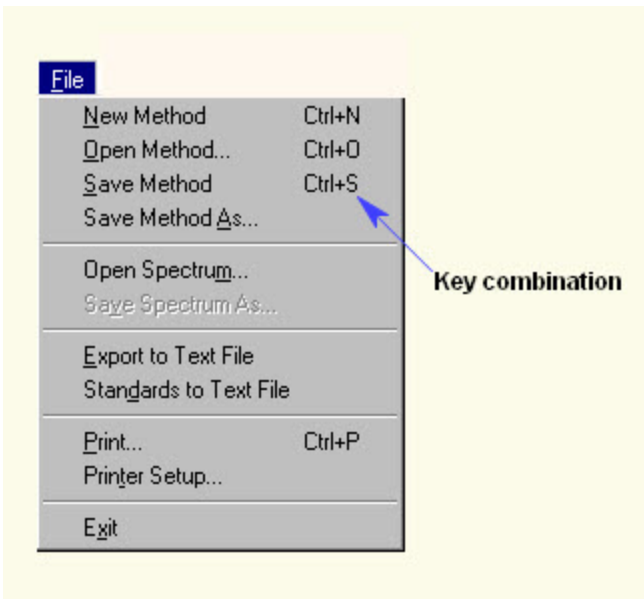 File
New Method Ctrl+N
Open Method... Ctrl+O
Save Method Ctrl+S
Save Method As...
Open Spectrum...
Key combination
Save Spectrum As...
Export to Text File
Standards to Text File
Print... Ctrl+P
Printer Setup...
Exit